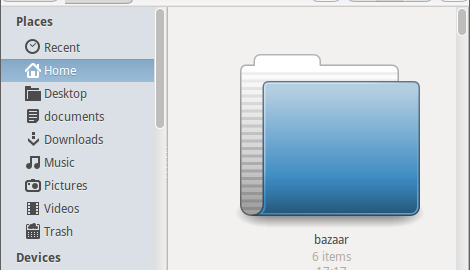 Places
Recent
Home
Desktop
documents
Downloads
Music
Pictures
Videos
Trash
Devices
bazaar
6 items